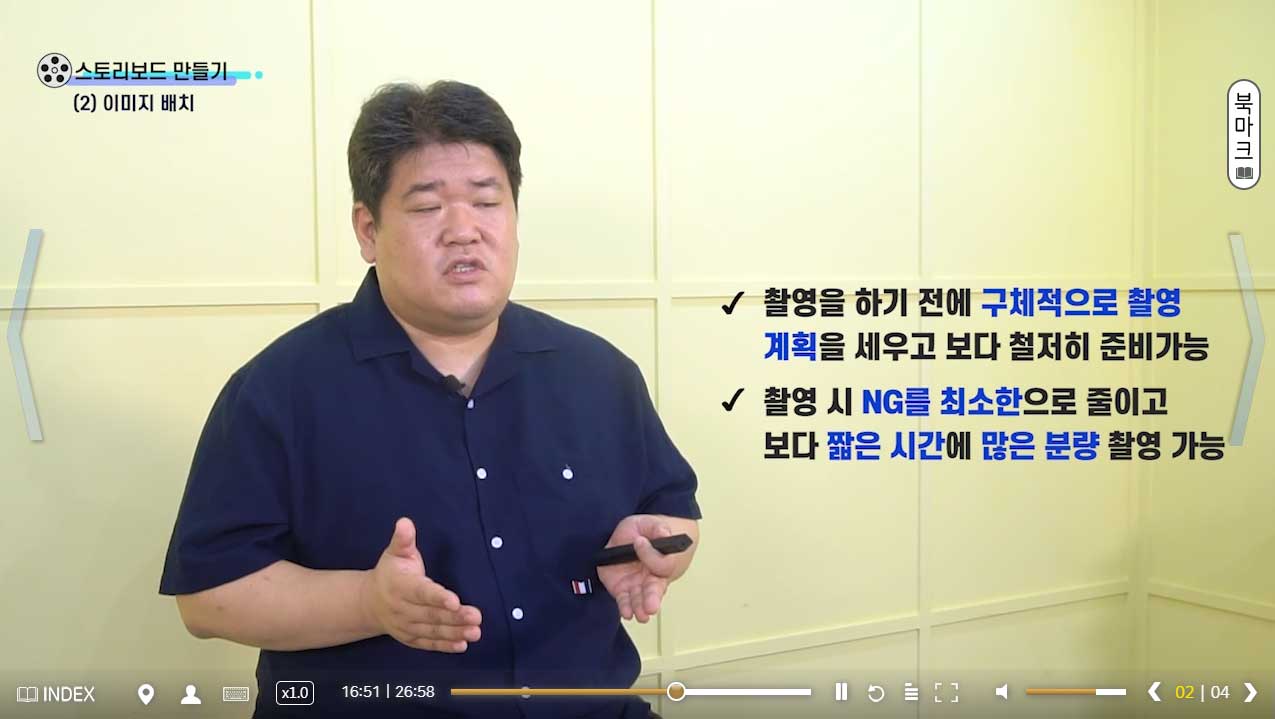 스토리보드 만들기
(2) 이미지 배치
북마크
✓ 촬영을 하기 전에 구체적으로 촬영
계획을 세우고 보다 철저히 준비가능
✓ 촬영 시 NG를 최소한으로 줄이고
보다 짧은 시간에 많은 분량 촬영 가능
INDEX x1.0 16:51 | 26:58 02 | 04